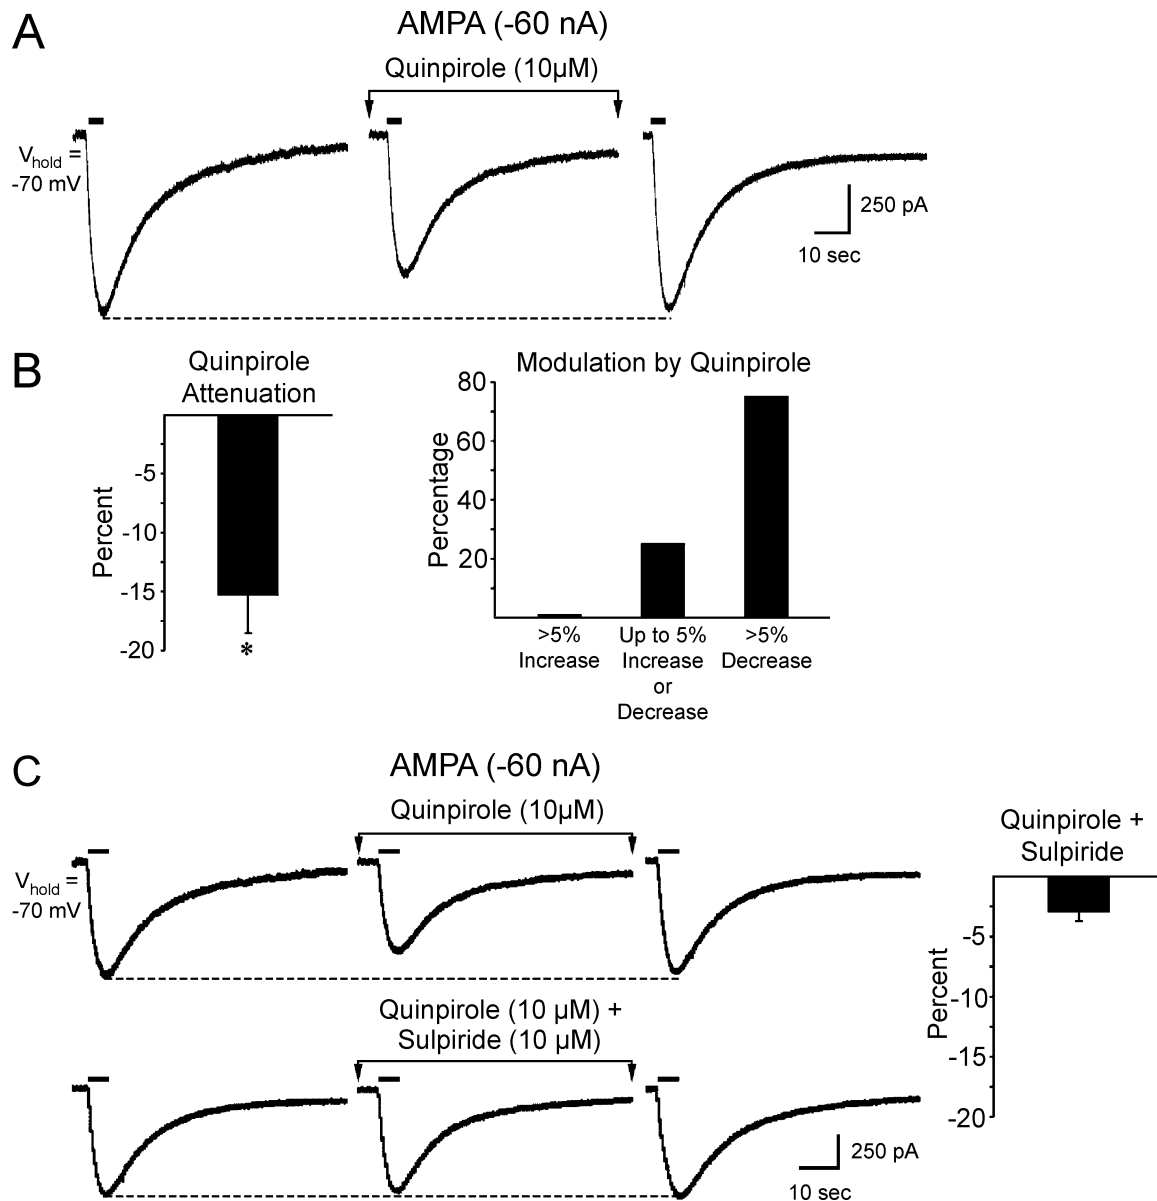 A
AMPA (-60 nA)
Quinpirole (10µM)
Vhold =
-70 mV
250 pA
10 sec
B
Quinpirole
Attenuation
Percent
-5
-10
-15
-20
*
Modulation by Quinpirole
Percentage
80
60
40
20
>5%
Increase
Up to 5%
Increase
or
Decrease
>5%
Decrease
C
AMPA (-60 nA)
Quinpirole (10µM)
Vhold =
-70 mV
Quinpirole (10 µM) +
Sulpiride (10 µM)
250 pA
10 sec
Quinpirole +
Sulpiride
Percent
-5
-10
-15
-20